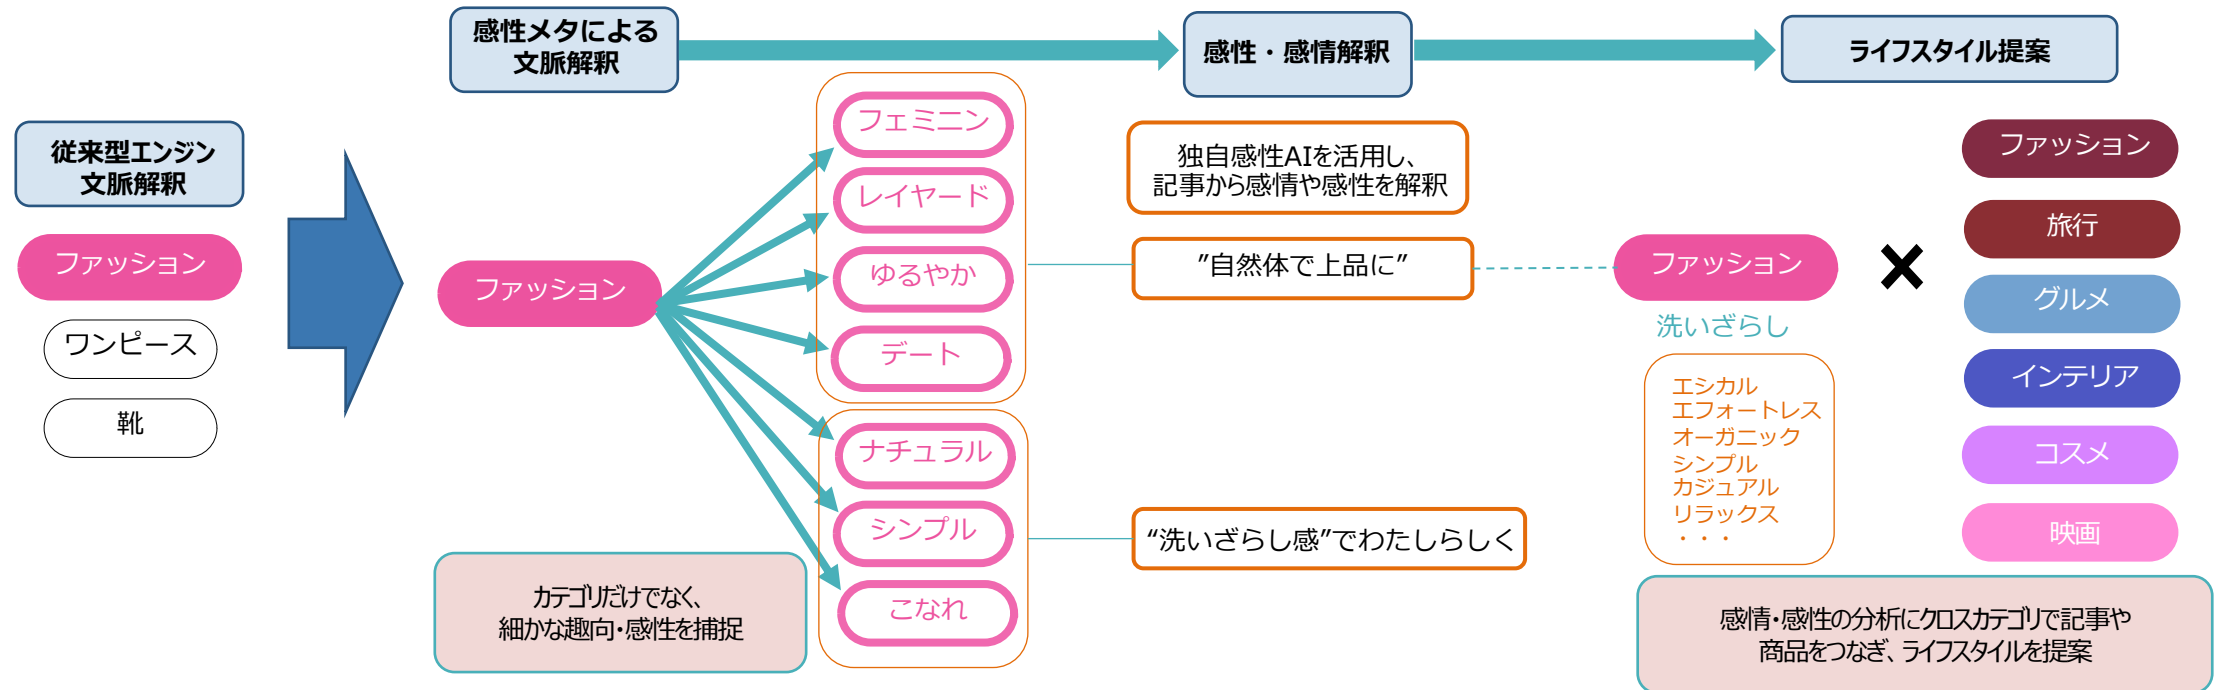 従来型エンジン
文脈解釈
ファッション
ワンピース
靴
感性メタによる
文脈解釈
ファッション
フェミニン
レイヤード
ゆるやか
デート
ナチュラル
シンプル
こなれ
カテゴリだけでなく、
細かな趣向・感性を捕捉
感性・感情解釈
独自感性AIを活用し、
記事から感情や感性を解釈
”自然体で上品に”
“洗いざらし感”でわたしらしく
ライフスタイル提案
ファッション
洗いざらし
エシカル
エフォートレス
オーガニック
シンプル
カジュアル
リラックス
・・・
×
ファッション
旅行
グルメ
インテリア
コスメ
映画
感情・感性の分析にクロスカテゴリで記事や
商品をつなぎ、ライフスタイルを提案